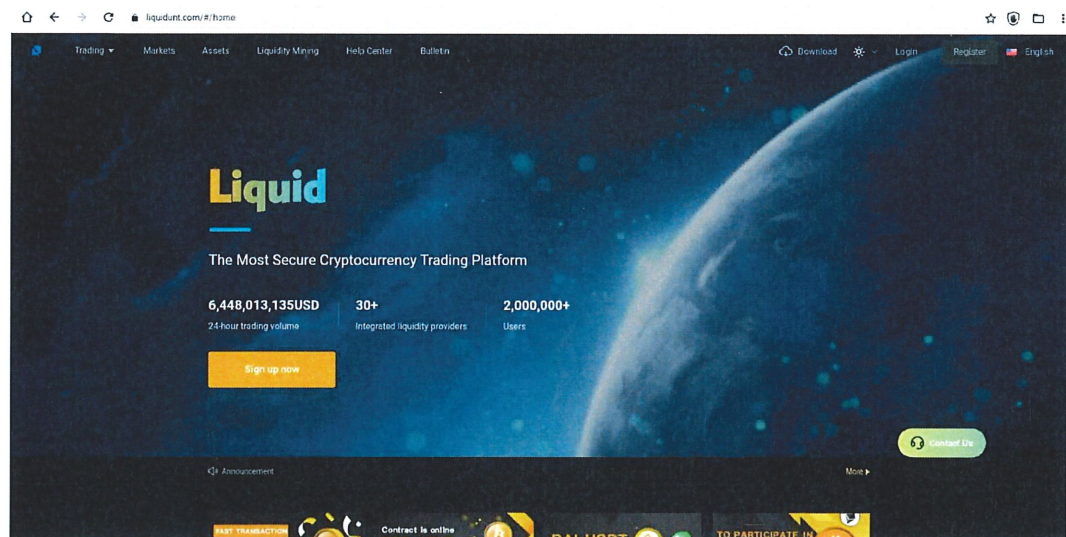 liquidunt.com/#/home
Trading Markets Assets Liquidity Mining Help Center Bulletin Download Login Register English
Liquid
The Most Secure Cryptocurrency Trading Platform
6,448,013,135USD 30+ 2,000,000+
24-hour trading volume Integrated liquidity providers Users
Sign up now
Contact Us
Announcement More
FAST TRANSACTION Contract is online TO PARTICIPATE IN